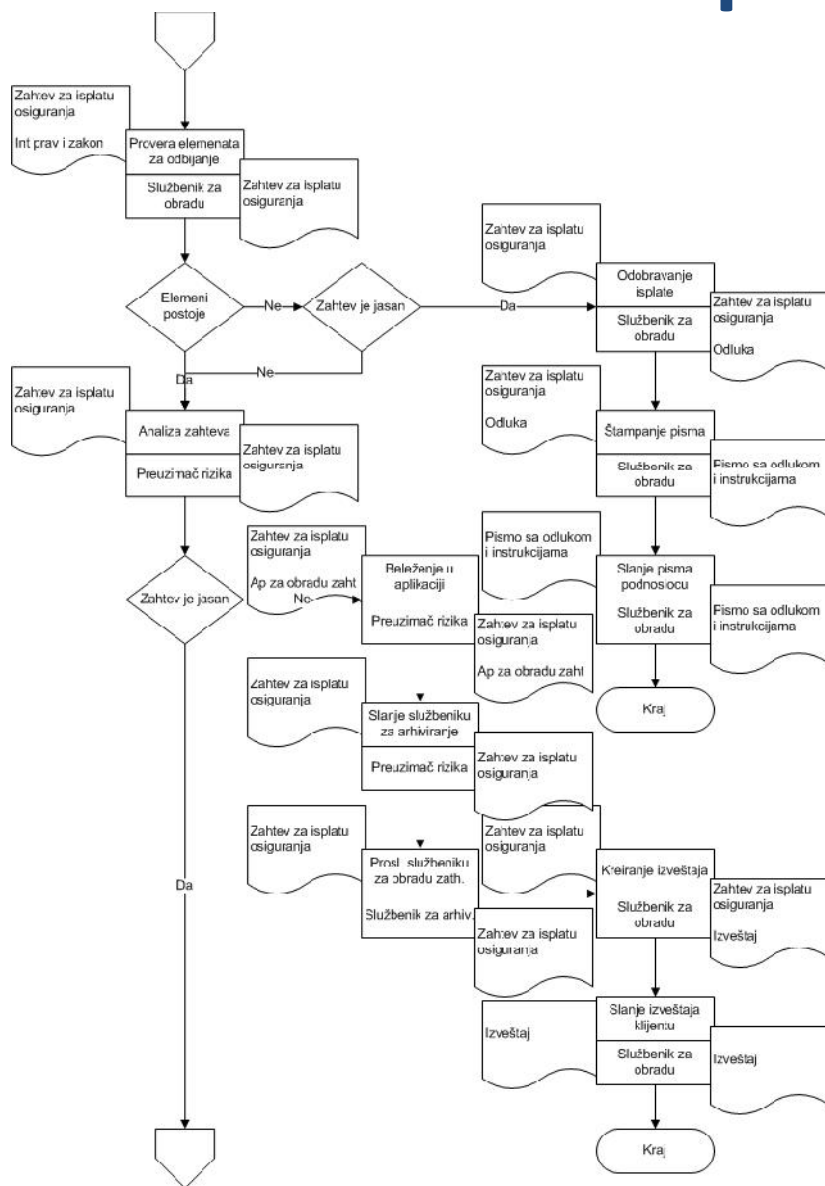 Zahtev za isplatu
osiguranja
Int prav i zakon
Provera elemenata
za odbijanje
Službenik za
obradu
Zahtev za isplatu
osiguranja
Elemeni
postoje
Ne
Zahtev je jasan
Da
Zahtev za isplatu
osiguranja
Odobravanje
isplate
Službenik za
obradu
Zahtev za isplatu
osiguranja
Odluka
Da
Ne
Zahtev za isplatu
osiguranja
Analiza zahteva
Preuzimač rizika
Zahtev za isplatu
osiguranja
Zahtev za isplatu
osiguranja
Odluka
Štampanje pisma
Službenik za
obradu
Pismo sa odlukom
i instrukcijama
Zahtev je jasan
Zahtev za isplatu
osiguranja
Ap za obradu zaht
Ne
Beleženje u
aplikaciji
Preuzimač rizika
Zahtev za isplatu
osiguranja
Ap za obradu zaht
Pismo sa odlukom
i instrukcijama
Slanje pisma
podnosiocu
Službenik za
obradu
Pismo sa odlukom
i instrukcijama
Kraj
Zahtev za isplatu
osiguranja
Slanje službeniku
za arhiviranje
Preuzimač rizika
Zahtev za isplatu
osiguranja
Da
Zahtev za isplatu
osiguranja
Prosl. službeniku
za obradu zath.
Službenik za arhiv.
Zahtev za isplatu
osiguranja
Zahtev za isplatu
osiguranja
Kreiranje izveštaja
Službenik za
obradu
Zahtev za isplatu
osiguranja
Izveštaj
Izveštaj
Slanje izveštaja
klijentu
Službenik za
obradu
Izveštaj
Kraj